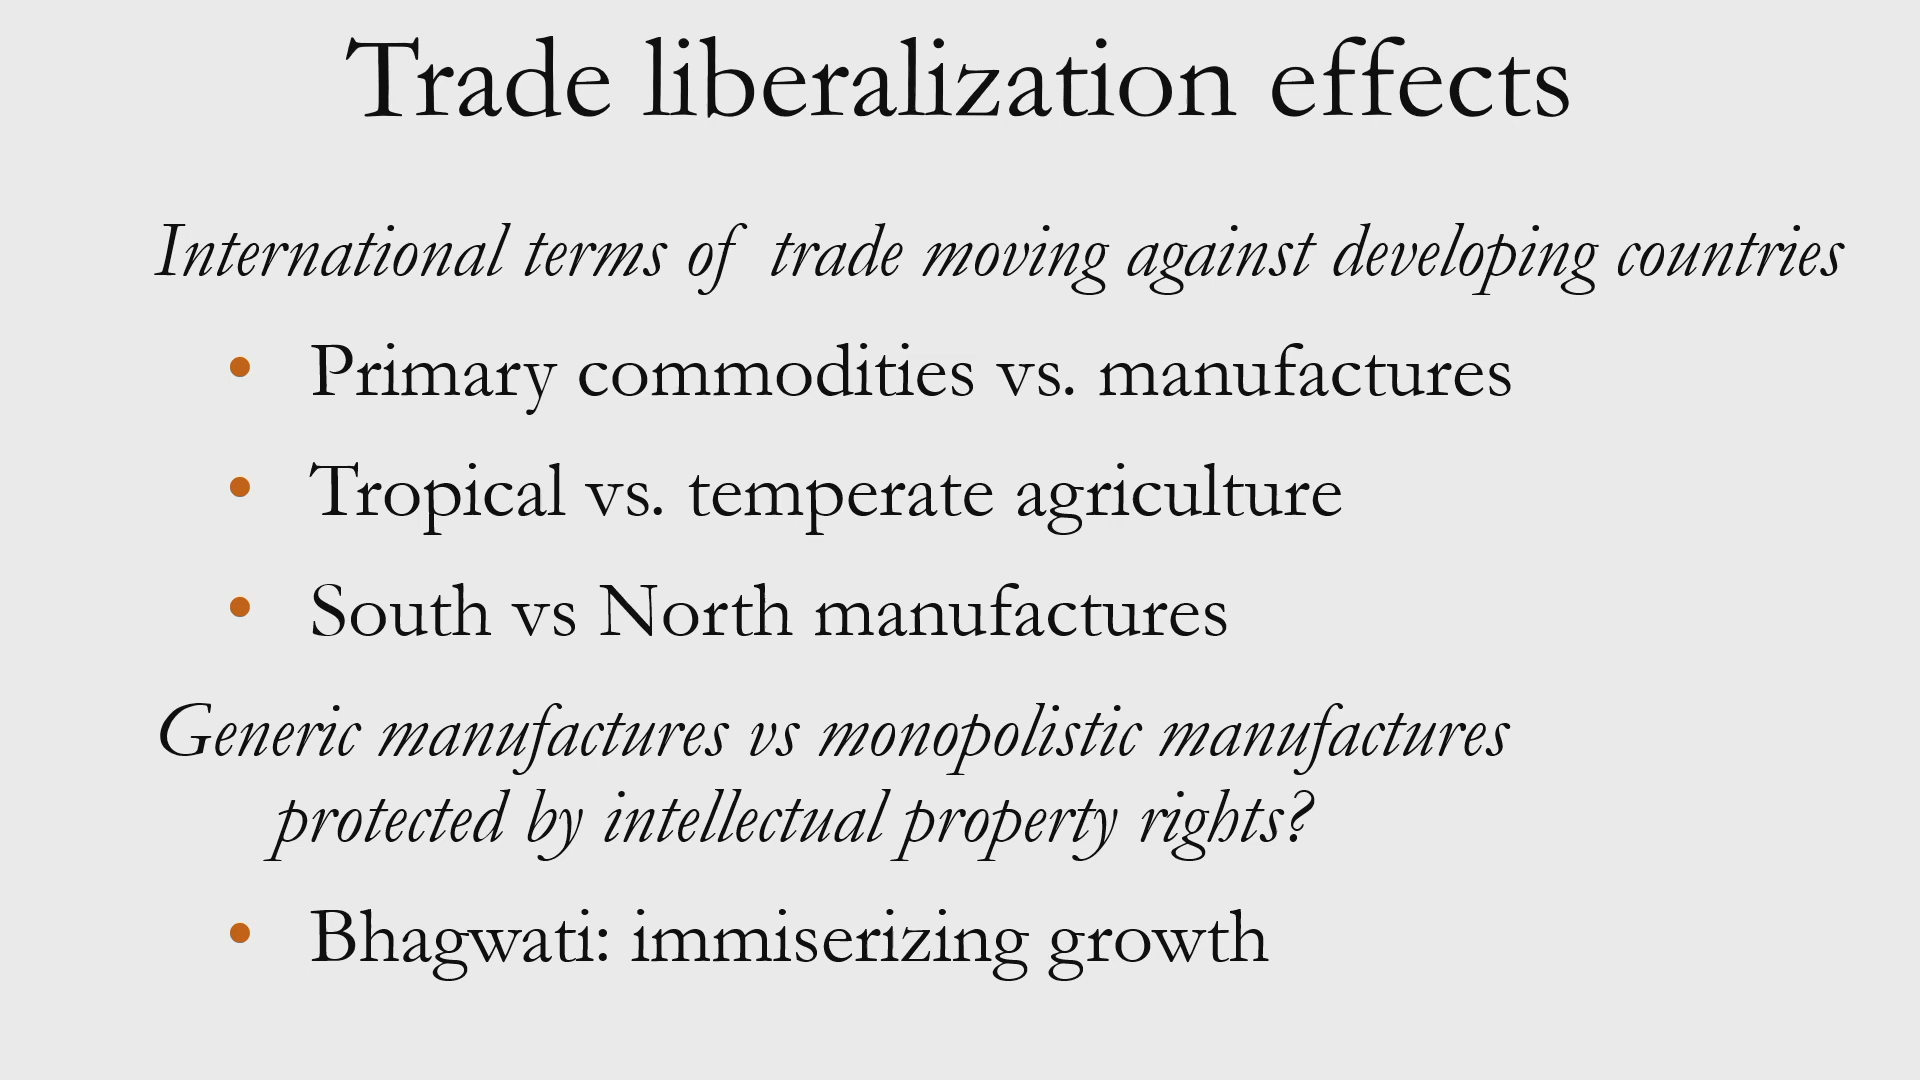 Trade liberalization effects
International terms of trade moving against developing countries
• Primary commodities vs. manufactures
• Tropical vs. temperate agriculture
• South vs North manufactures
Generic manufactures vs monopolistic manufactures
protected by intellectual property rights?
• Bhagwati: immiserizing growth